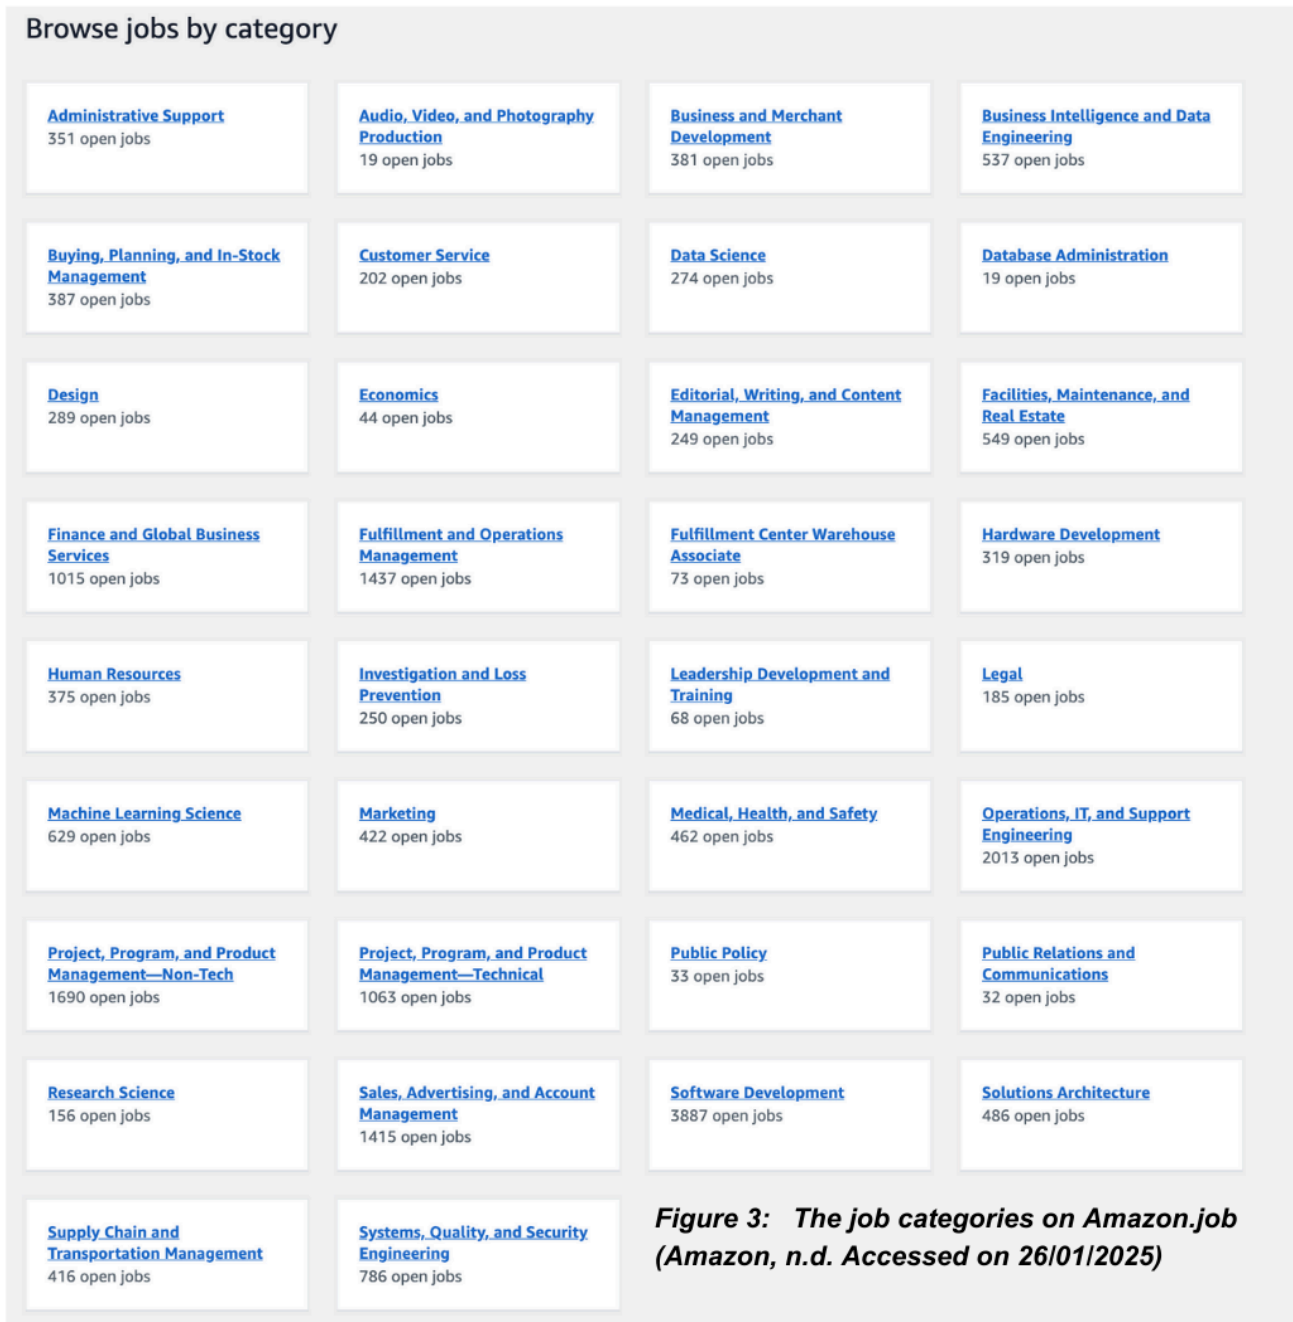 Browse jobs by category
Administrative Support
351 open jobs
Audio, Video, and Photography
Production
19 open jobs
Business and Merchant
Development
381 open jobs
Business Intelligence and Data
Engineering
537 open jobs
Buying, Planning, and In-Stock
Management
387 open jobs
Customer Service
202 open jobs
Data Science
274 open jobs
Database Administration
19 open jobs
Design
289 open jobs
Economics
44 open jobs
Editorial, Writing, and Content
Management
249 open jobs
Facilities, Maintenance, and
Real Estate
549 open jobs
Finance and Global Business
Services
1015 open jobs
Fulfillment and Operations
Management
1437 open jobs
Fulfillment Center Warehouse
Associate
73 open jobs
Hardware Development
319 open jobs
Human Resources
375 open jobs
Investigation and Loss
Prevention
250 open jobs
Leadership Development and
Training
68 open jobs
Legal
185 open jobs
Machine Learning Science
629 open jobs
Marketing
422 open jobs
Medical, Health, and Safety
462 open jobs
Operations, IT, and Support
Engineering
2013 open jobs
Project, Program, and Product
Management—Non-Tech
1690 open jobs
Project, Program, and Product
Management—Technical
1063 open jobs
Public Policy
33 open jobs
Public Relations and
Communications
32 open jobs
Research Science
156 open jobs
Sales, Advertising, and Account
Management
1415 open jobs
Software Development
3887 open jobs
Solutions Architecture
486 open jobs
Supply Chain and
Transportation Management
416 open jobs
Systems, Quality, and Security
Engineering
786 open jobs
Figure 3: The job categories on Amazon.job
(Amazon, n.d. Accessed on 26/01/2025)